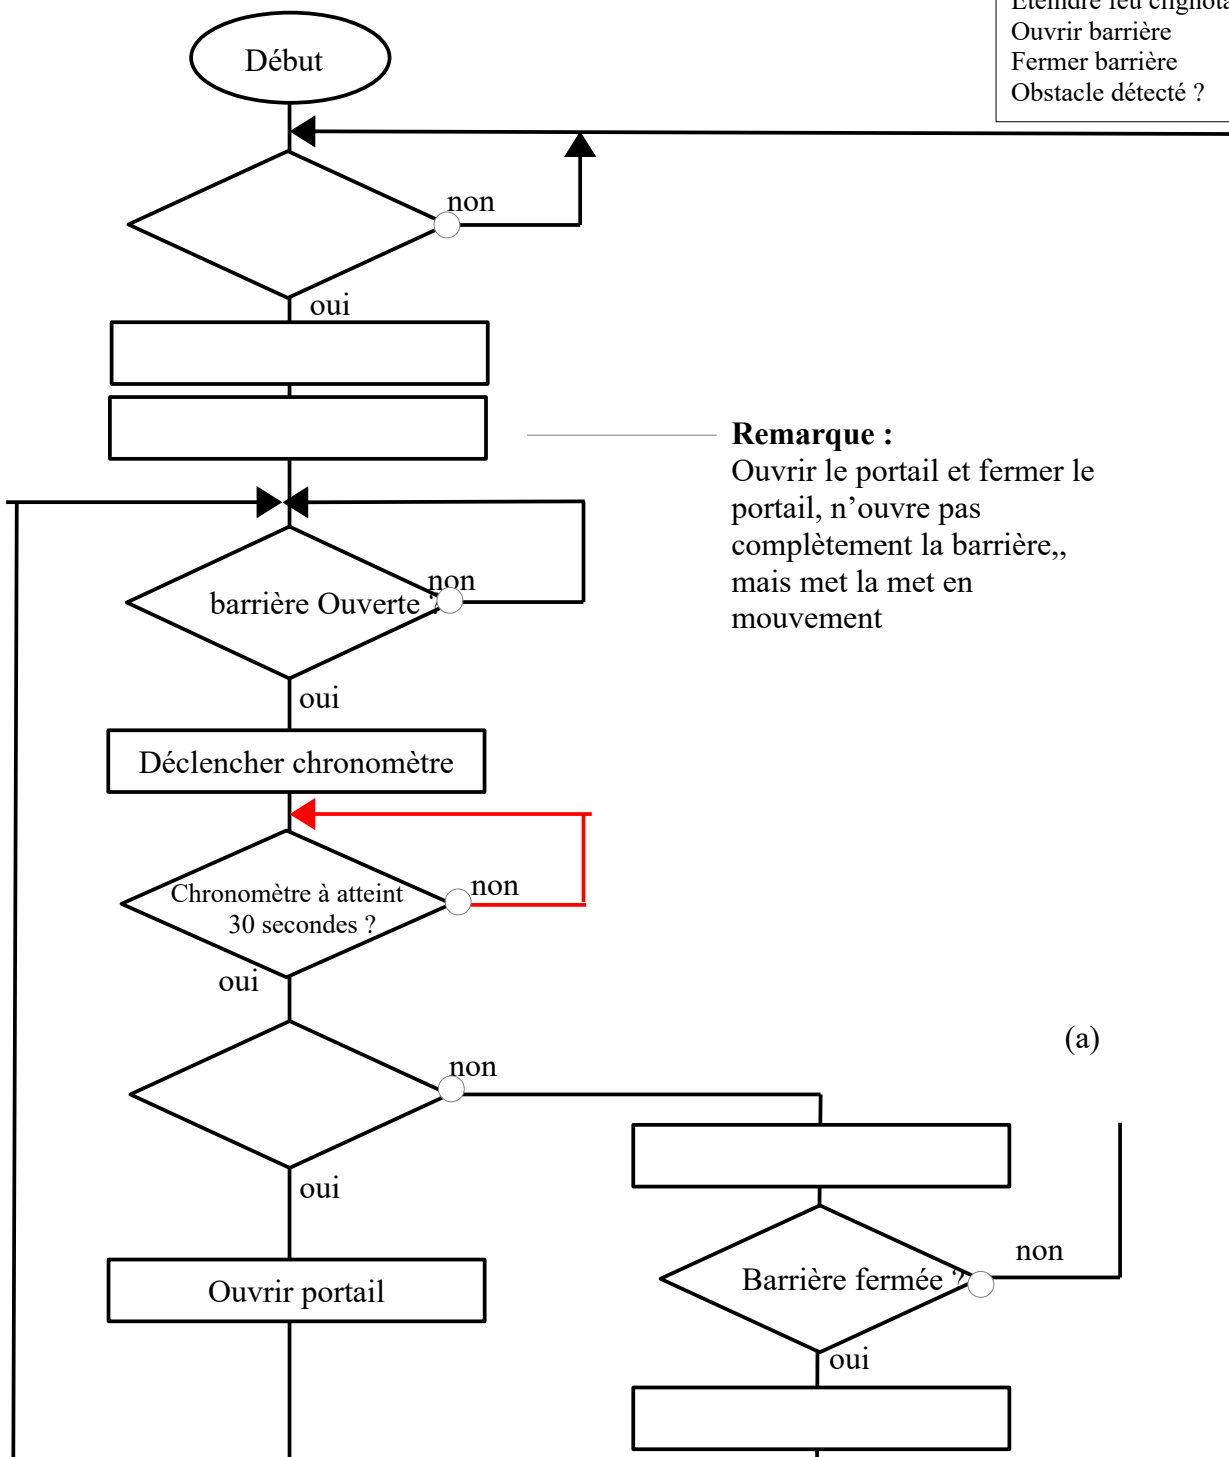 Éteindre feu
Ouvrir barrière
Fermer barrière
Obstacle détecté ?
Début
non
oui
Remarque :
Ouvrir le portail et fermer le
portail, n’ouvre pas
complètement la barrière,,
mais met la met en
mouvement
non
barrière Ouverte ?
oui
Déclencher chronomètre
Chronomètre à atteint
30 secondes ?
non
oui
(a)
non
oui
Ouvrir portail
Barrière fermée ?
non
oui